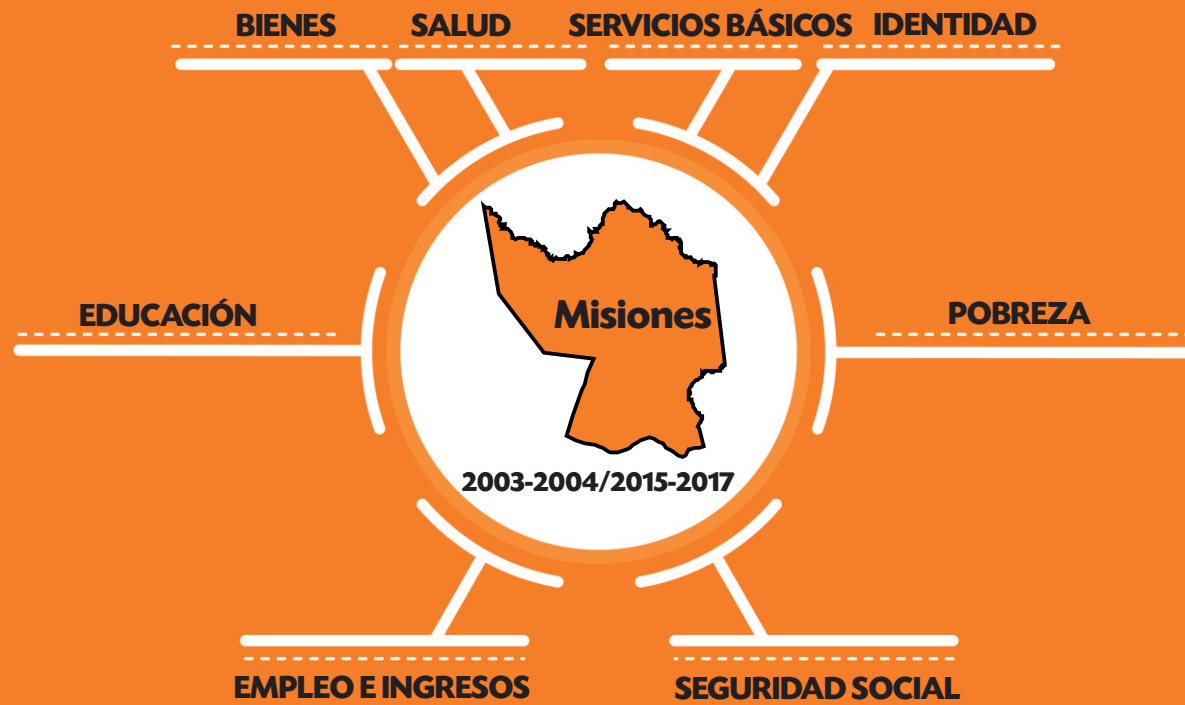 BIENES
SALUD
SERVICIOS BÁSICOS
IDENTIDAD
EDUCACIÓN
Misiones
POBREZA
2003-2004/2015-2017
EMPLEO E INGRESOS
SEGURIDAD SOCIAL